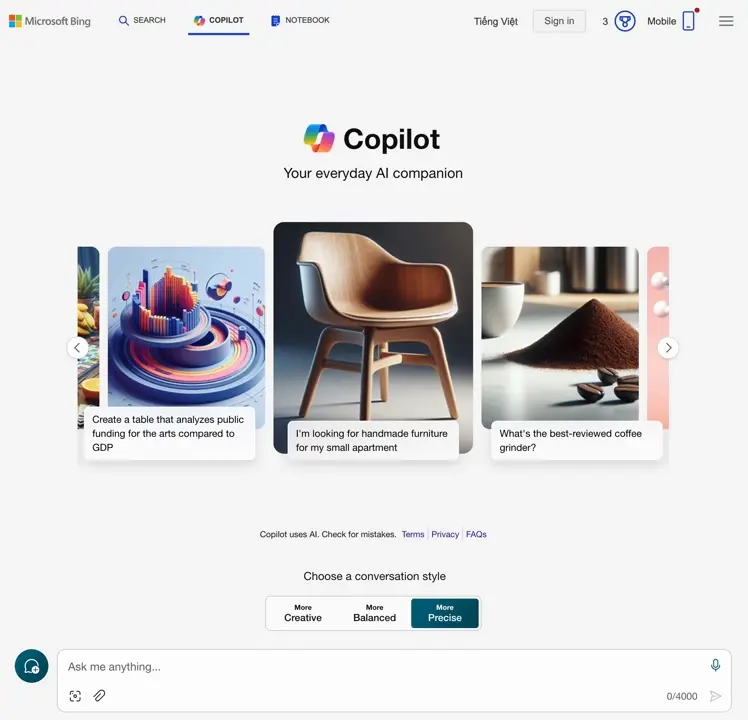 Microsoft Bing
SEARCH
COPILOT
NOTEBOOK
Tiếng Việt
Sign in
3
Mobile
Copilot
Your everyday AI companion
Create a table that analyzes public
funding for the arts compared to
GDP
I'm looking for handmade furniture
for my small apartment
What's the best-reviewed coffee
grinder?
Copilot uses AI. Check for mistakes. Terms Privacy FAQs
Choose a conversation style
More
Creative
More
Balanced
More
Precise
Ask me anything...
0/4000